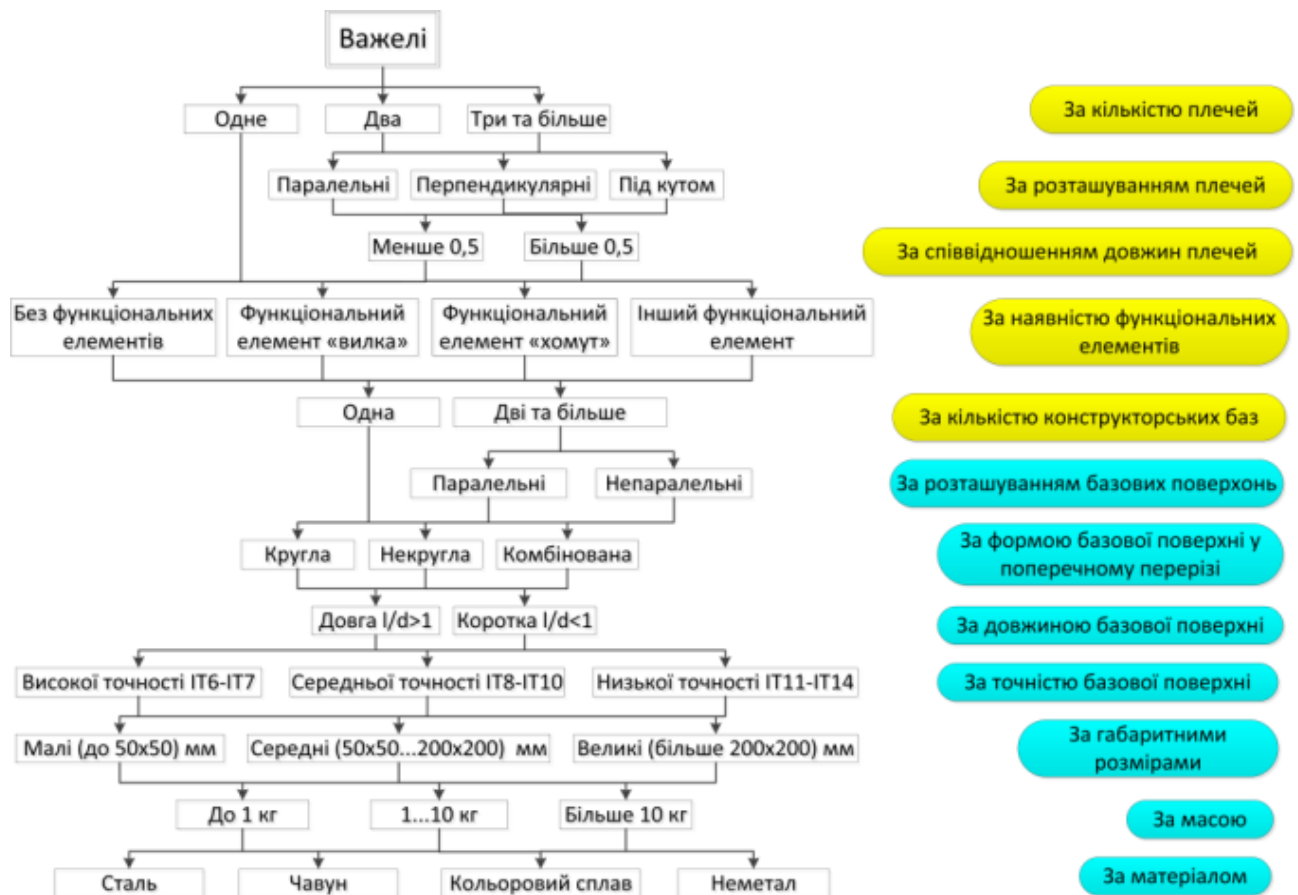 Важелі
Одне Два Три та більше За кількістю плечей
Паралельні Перпендикулярні Під кутом За розташуванням плечей
Менше 0,5 Більше 0,5 За співвідношенням довжин плечей
Без функціональних елементів
Функціональний елемент «вилка»
Функціональний елемент «хомут»
Інший функціональний елемент
За наявністю функціональних елементів
Одна Дві та більше За кількістю конструкторських баз
Паралельні Непаралельні За розташуванням базових поверхонь
Кругла Некругла Комбінована
За формою базової поверхні у
поперечному перерізі
Довга l/d>1 Коротка l/d<1 За довжиною базової поверхні
Високої точності IT6-IT7 Середньої точності IT8-IT10 Низької точності IT11-IT14 За точністю базової поверхні
Малі (до 50x50) мм Середні (50x50...200x200) мм Великі (більше 200x200) мм
За габаритними
розмірами
До 1 кг 1...10 кг Більше 10 кг За масою
Сталь Чавун Кольоровий сплав Неметал За матеріалом